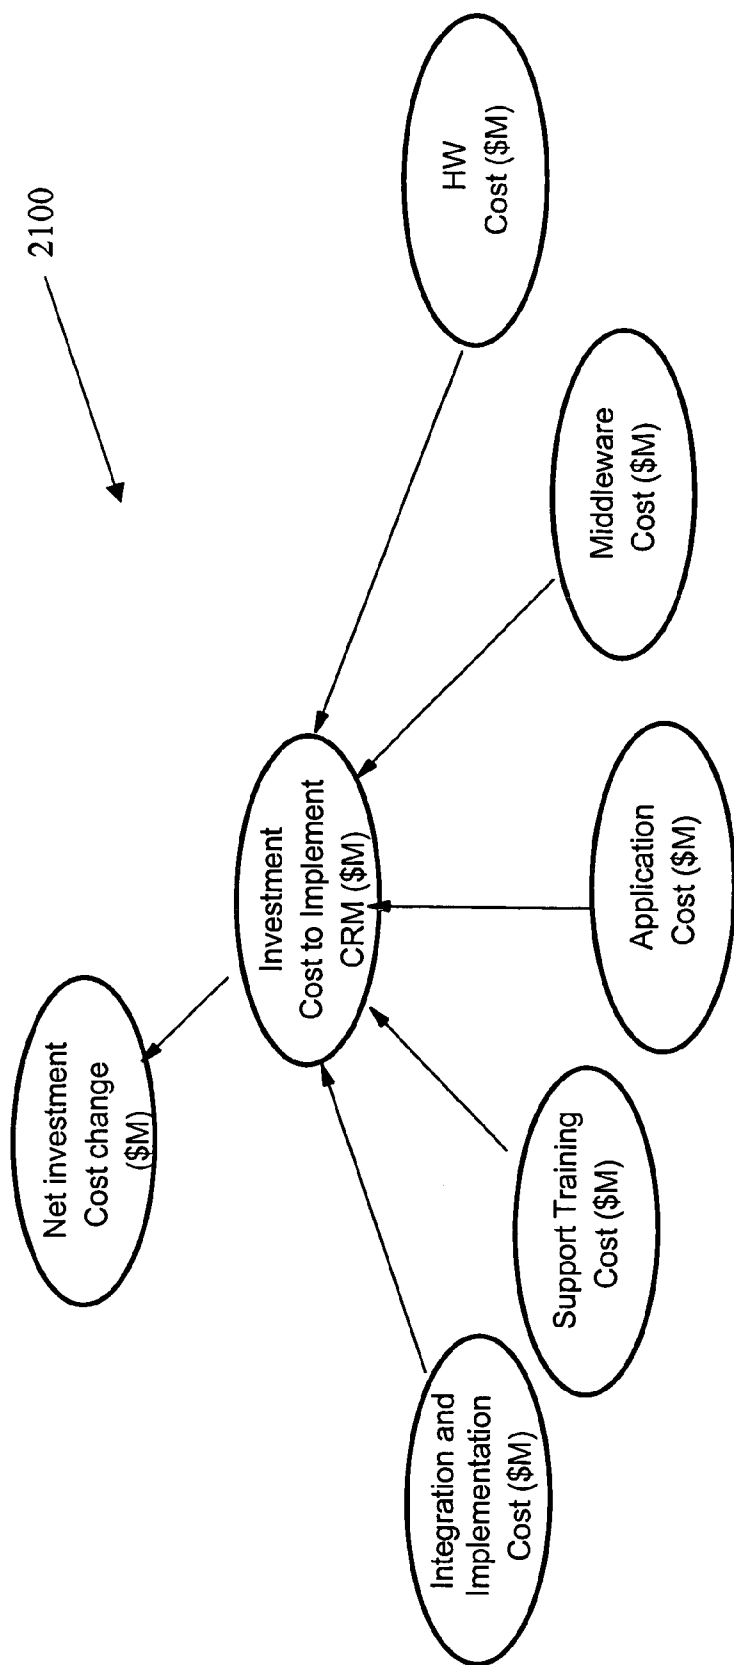 2100
Net investment
Cost change
($M)
Investment
Cost to Implement
CRM ($M)
Integration and
Implementation
Cost ($M)
Support Training
Cost ($M)
Application
Cost ($M)
Middleware
Cost ($M)
HW
Cost ($M)